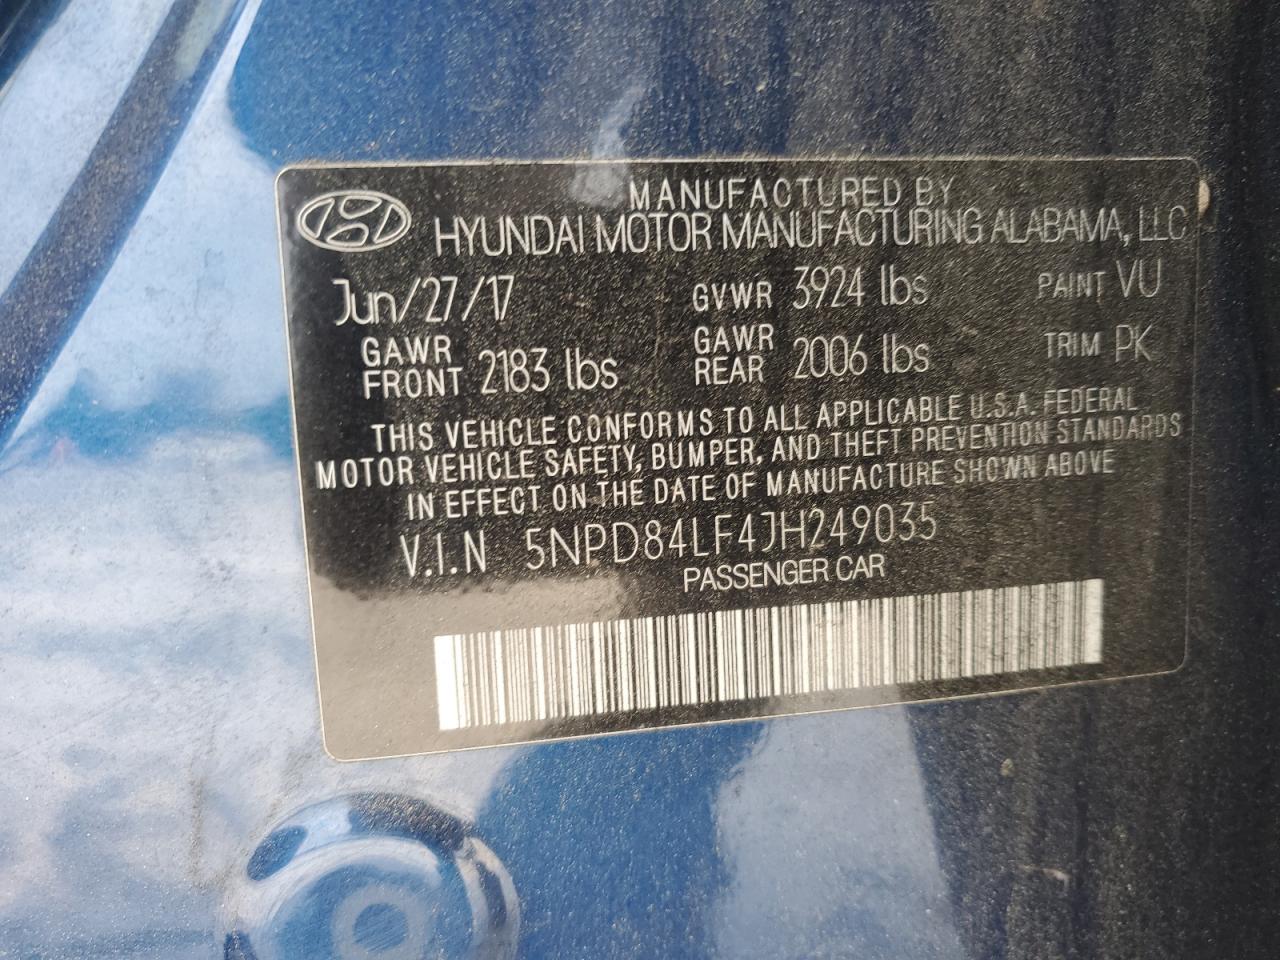 MANUFACTURED BY
HYUNDAI MOTOR MANUFACTURING ALABAMA, LLC
Jun/27/17 GVWR 3924 lbs PAINT VU
GAWR FRONT 2183 lbs GAWR REAR 2006 lbs TRIM PK
THIS VEHICLE CONFORMS TO ALL APPLICABLE U.S.A. FEDERAL
MOTOR VEHICLE SAFETY, BUMPER, AND THEFT PREVENTION STANDARDS
IN EFFECT ON THE DATE OF MANUFACTURE SHOWN ABOVE
V.I.N 5NPD84LF4JH249035
PASSENGER CAR